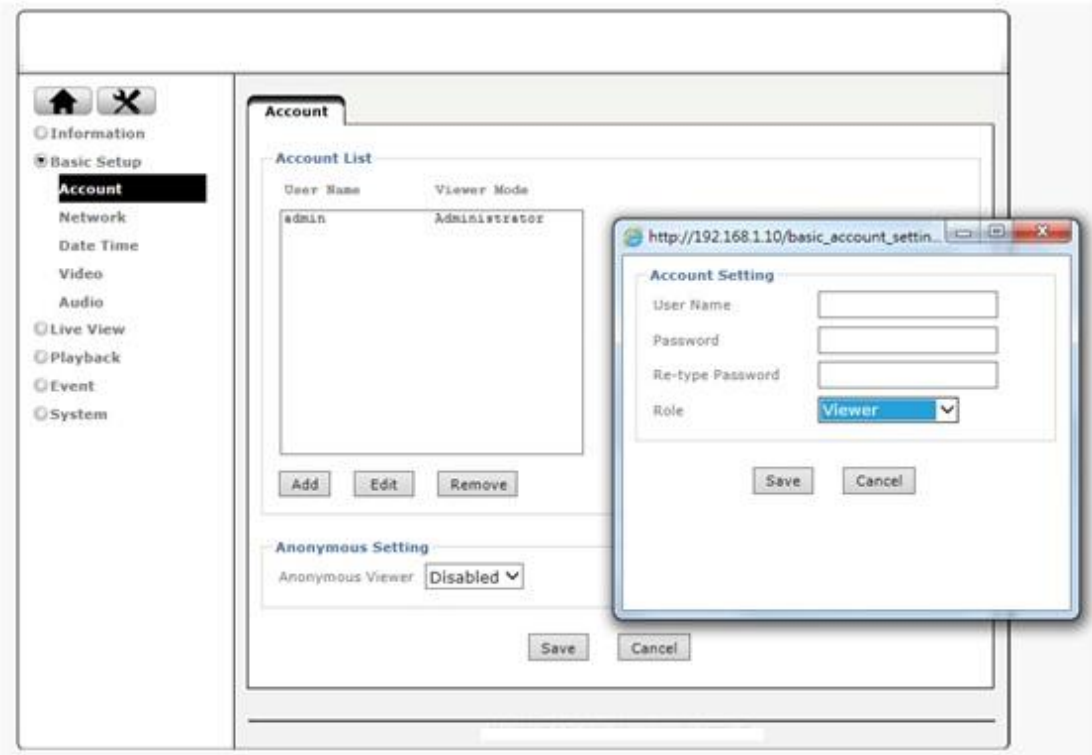 Information
Basic Setup
Account
Network
Date Time
Video
Audio
Live View
Playback
Event
System
Account
Account List
User Name Viewer Mode
admin Administrator
Add Edit Remove
Anonymous Setting
Anonymous Viewer Disabled
Save Cancel
http://192.168.1.10/basic_account_settin...
Account Setting
User Name
Password
Re-type Password
Role Viewer
Save Cancel